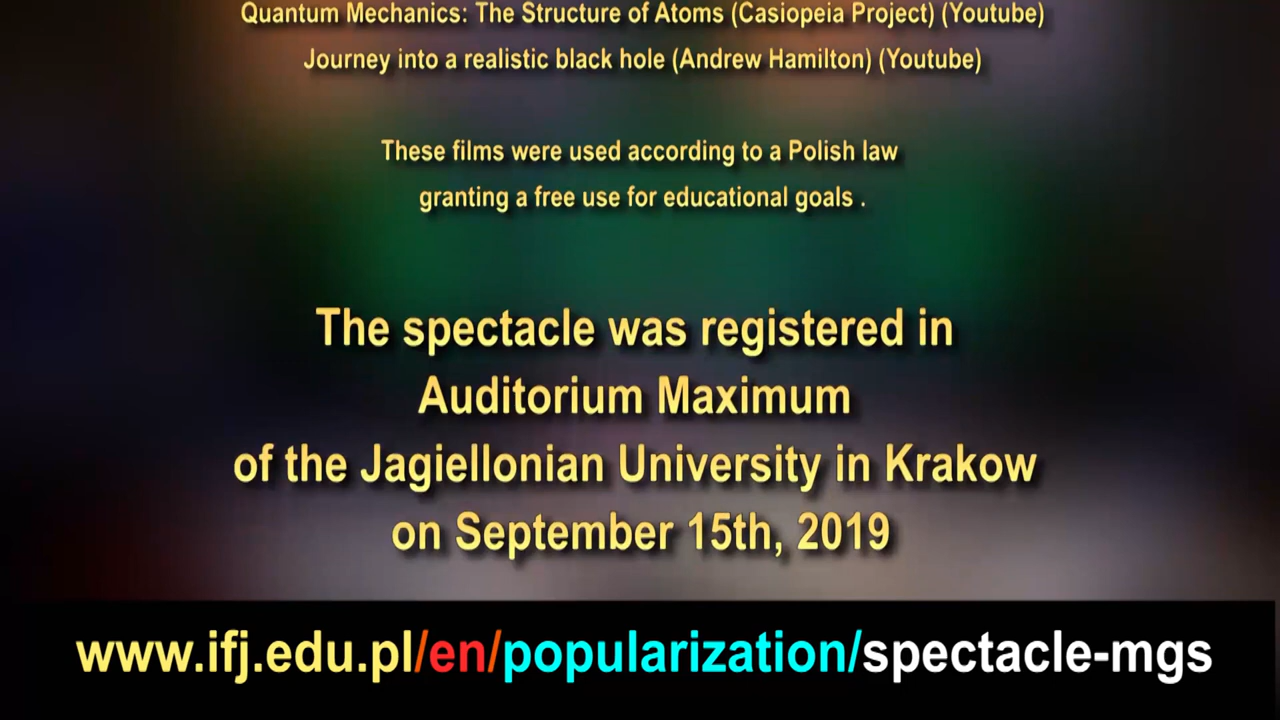 Quantum Mechanics: The Structure of Atoms (Casiopeia Project) (Youtube)
Journey into a realistic black hole (Andrew Hamilton) (Youtube)
These films were used according to a Polish law
granting a free use for educational goals .
The spectacle was registered in
Auditorium Maximum
of the Jagiellonian University in Krakow
on September 15th, 2019
www.ifj.edu.pl/en/popularization/spectacle-mgs